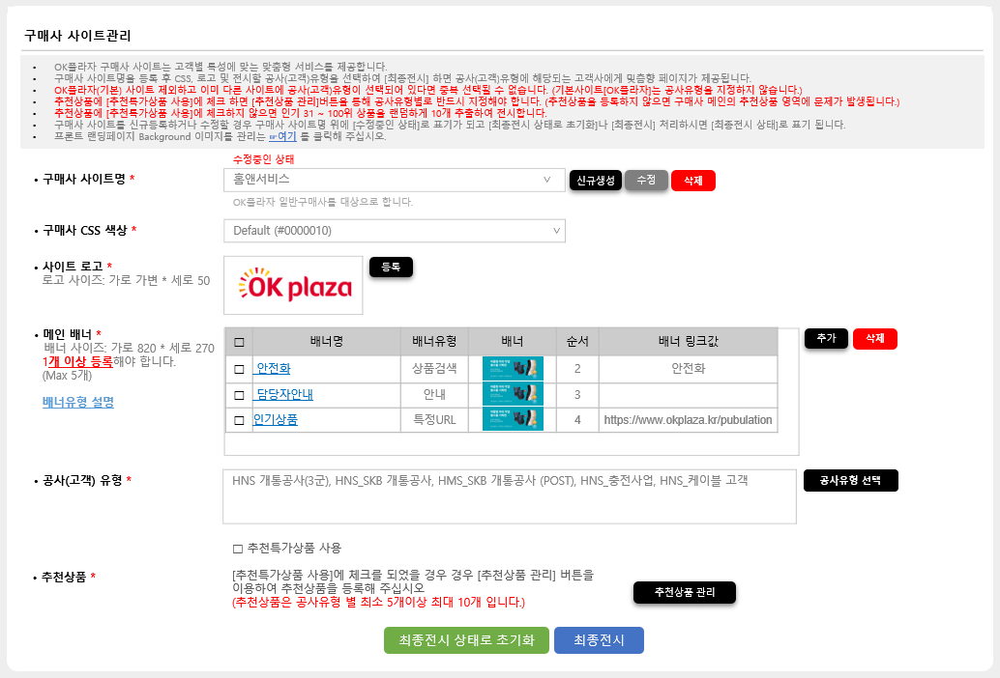 구매사 사이트관리
• OK플라자 구매사 사이트는 고객별 특성에 맞는 맞춤형 서비스를 제공합니다.
• 구매사 사이트명을 등록 후 CSS, 로고 및 전시할 공사(고객)유형을 선택하여 [최종전시] 하면 공사(고객)유형에 해당되는 고객사에게 맞츰향 페이지가 제공됩니다.
• OK플라자(기본) 사이트 제외하고 이미 다른 사이트에 공사(고객)유형이 선택되어 있다면 중복 선택될 수 없습니다. (기본사이트[OK플라자]는 공사유형을 지정하지 않습니다.)
• 추천상품에 [추천특가상품 사용]에 체크 하면 [추천상품 관리]버튼을 통해 공사유형별로 반드시 지정해야 합니다. (추천상품을 등록하지 않으면 구매사 메인의 추천상품 영역에 문제가 발생됩니다.)
• 추천상품에 [추천특가상품 사용]에 체크하지 않으면 인기 31 ~ 100위 상품을 랜덤하게 10개 추출하여 전시합니다.
• 구매사 사이트를 신규등록하거나 수정할 경우 구매사 사이트명 위에 [수정중인 상태]로 표기가 되고 [최종전시 상태로 초기화]나 [최종전시] 처리하시면 [최종전시 상태]로 표기 됩니다.
• 프론트 랜딩페이지 Background 이미지를 관리는 ☞여기 를 클릭해 주십시오.
수정중인 상태
• 구매사 사이트명 * 홈앤서비스 신규생성 수정 삭제
OK플라자 일반구매사를 대상으로 합니다.
• 구매사 CSS 색상 * Default (#0000010)
• 사이트 로고 *
로고 사이즈: 가로 가변 * 세로 50
OK plaza 등록
• 메인 배너 *
배너 사이즈: 가로 820 * 세로 270
1개 이상 등록해야 합니다.
(Max 5개)
배너유형 설명
□ 배너명 배너유형 배너 순서 배너 링크값
□ 안전화 상품검색 2 안전화
□ 담당자안내 안내 3
□ 인기상품 특정URL 4 https://www.okplaza.kr/pubulation
추가 삭제
• 공사(고객) 유형 * HNS 개통공사(3군), HNS_SKB 개통공사, HMS_SKB 개통공사 (POST), HNS_충전사업, HNS_케이블 고객 공사유형 선택
□ 추천특가상품 사용
• 추천상품 *
[추천특가상품 사용]에 체크를 되었을 경우 경우 [추천상품 관리] 버튼을
이용하여 추천상품을 등록해 주십시오
(추천상품은 공사유형 별 최소 5개이상 최대 10개 입니다.)
추천상품 관리
최종전시 상태로 초기화 최종전시